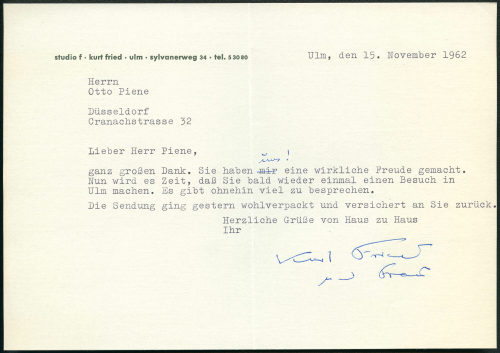 studio f · kurt fried · ulm · sylvanerweg 34 · tel. 53080
Ulm, den 15. November 1962
Herrn
Otto Piene
Düsseldorf
Cranachstrasse 32
Lieber Herr Piene,
uns!
ganz großen Dank. Sie haben mir eine wirkliche Freude gemacht.
Nun wird es Zeit, daß Sie bald wieder einmal einen Besuch in
Ulm machen. Es gibt ohnehin viel zu besprechen.
Die Sendung ging gestern wohlverpackt und versichert an Sie zurück.
Herzliche Grüße von Haus zu Haus
Ihr
Kurt Fried
und Frau